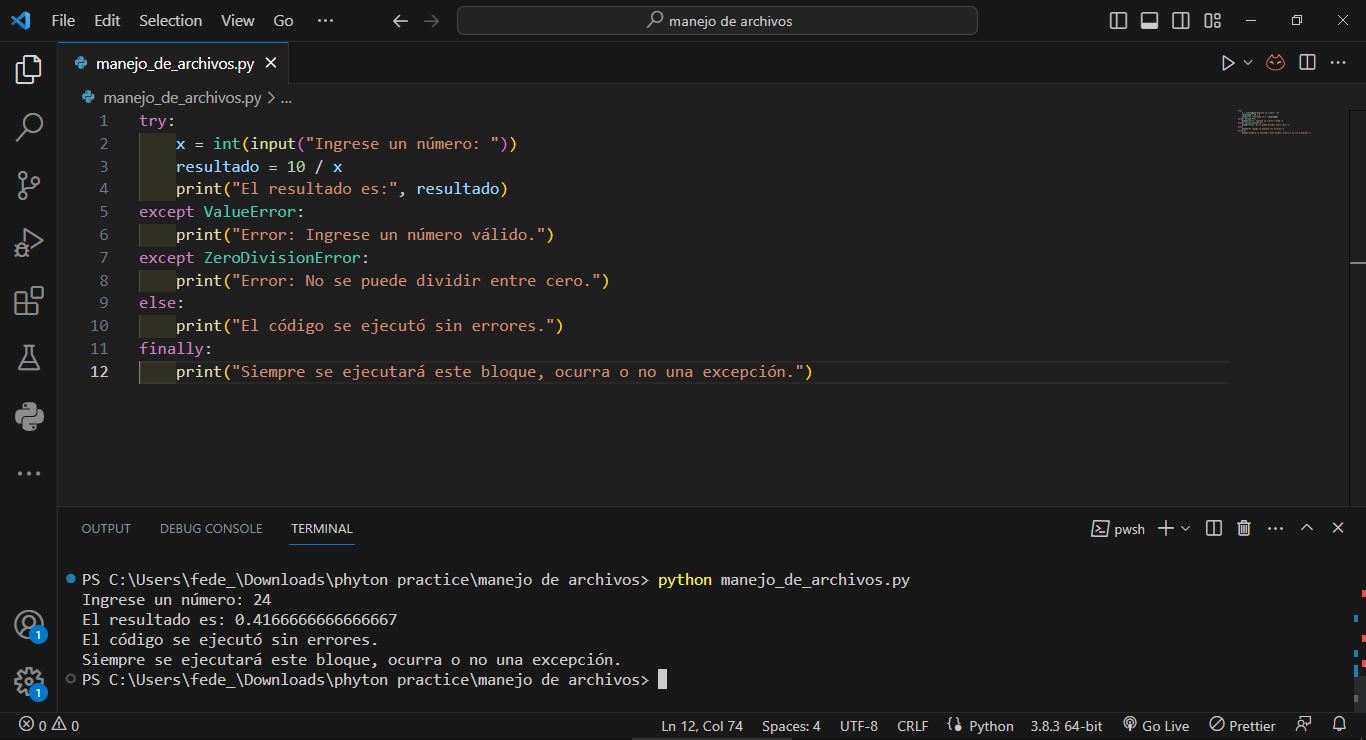 File Edit Selection View Go ··· manejo de archivos
manejo_de_archivos.py
manejo_de_archivos.py > ...
1 try:
2     x = int(input("Ingrese un número: "))
3     resultado = 10 / x
4     print("El resultado es:", resultado)
5 except ValueError:
6     print("Error: Ingrese un número válido.")
7 except ZeroDivisionError:
8     print("Error: No se puede dividir entre cero.")
9 else:
10     print("El código se ejecutó sin errores.")
11 finally:
12     print("Siempre se ejecutará este bloque, ocurra o no una excepción.")
OUTPUT DEBUG CONSOLE TERMINAL pwsh
PS C:\Users\fede_\Downloads\phyton practice\manejo de archivos> python manejo_de_archivos.py
Ingrese un número: 24
El resultado es: 0.4166666666666667
El código se ejecutó sin errores.
Siempre se ejecutará este bloque, ocurra o no una excepción.
PS C:\Users\fede_\Downloads\phyton practice\manejo de archivos>
1
1
0 0 Ln 12, Col 74 Spaces: 4 UTF-8 CRLF Python 3.8.3 64-bit Go Live Prettier